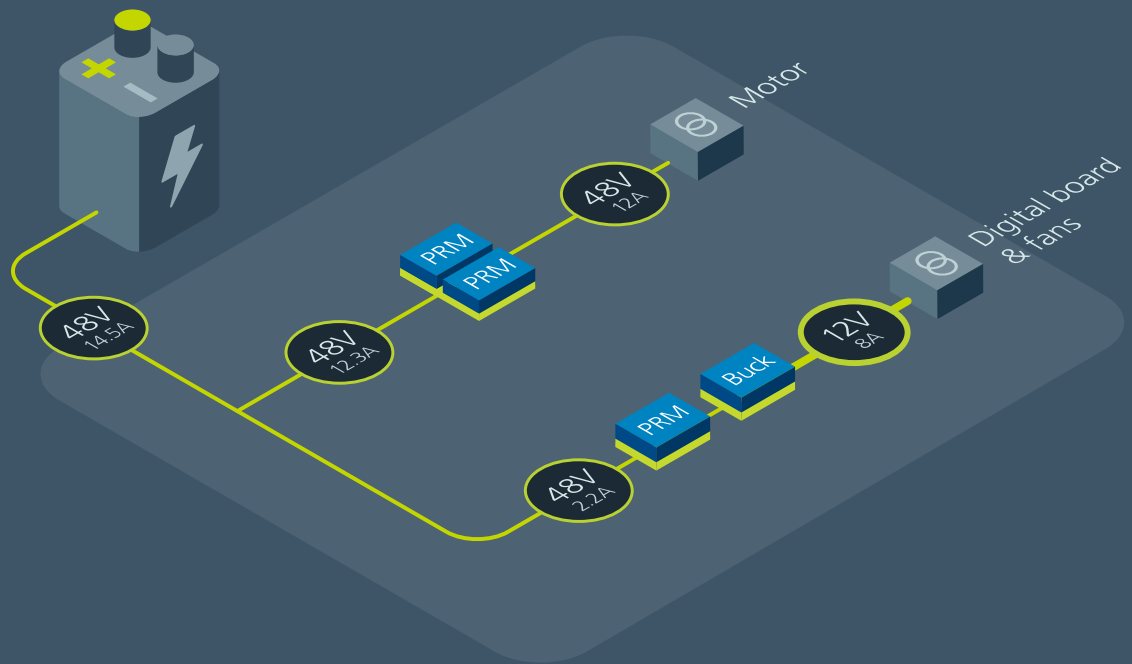 Motor
48V
12A
Digital board
& fans
PRM
PRM
48V
14.5A
48V
12.3A
12V
8A
Buck
PRM
48V
2.2A